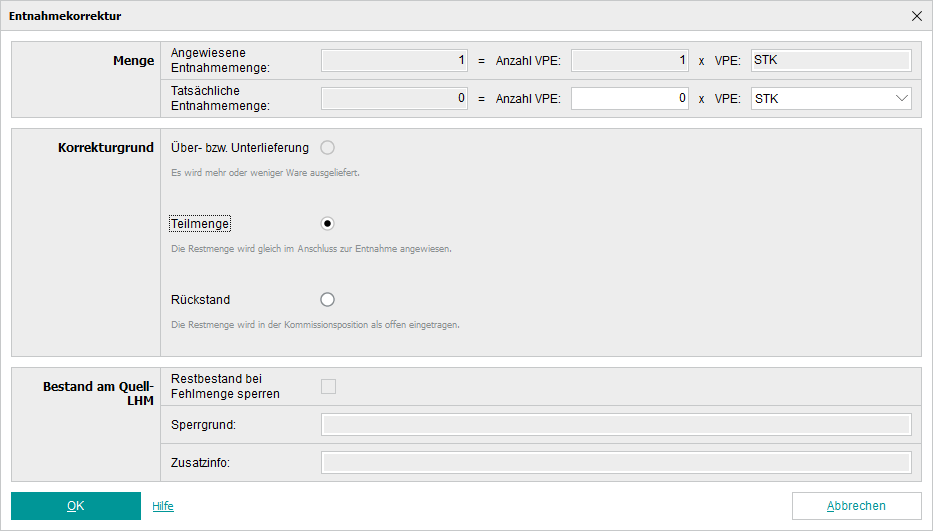 Entnahmekorrektur
Menge
Angewiesene
Entnahmemenge:
1 = Anzahl VPE: 1 x VPE: STK
Tatsächliche
Entnahmemenge:
0 = Anzahl VPE: 0 x VPE: STK
Korrekturgrund
Über- bzw. Unterlieferung
Es wird mehr oder weniger Ware ausgeliefert.
Teilmenge
Die Restmenge wird gleich im Anschluss zur Entnahme angewiesen.
Rückstand
Die Restmenge wird in der Kommissionsposition als offen eingetragen.
Bestand am Quell-
LHM
Restbestand bei
Fehlmenge sperren
Sperrgrund:
Zusatzinfo:
OK
Hilfe
Abbrechen